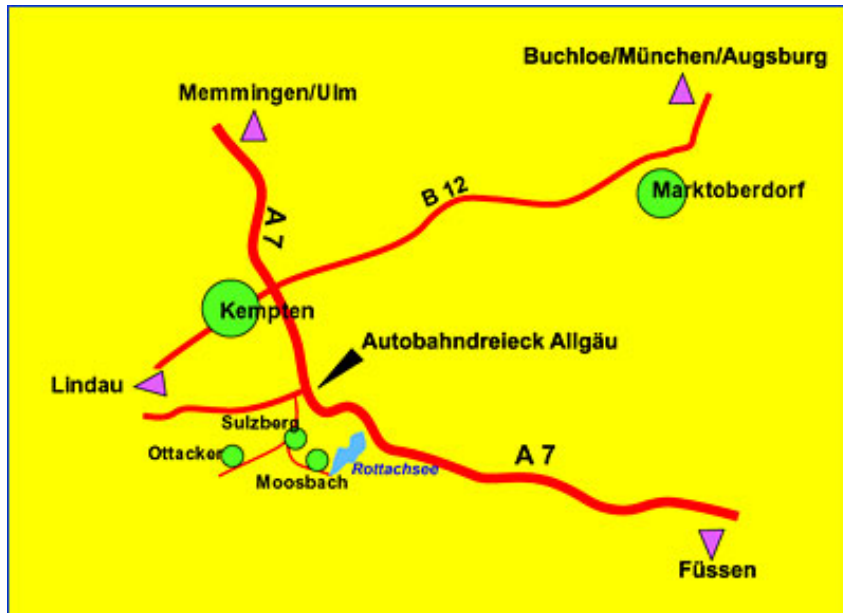 Buchloe/München/Augsburg
Memmingen/Ulm
B 12
Marktoberdorf
A 7
Kempten
Autobahndreieck Allgäu
Lindau
Sulzberg
Ottacker
Rottachsee
A 7
Moosbach
Füssen